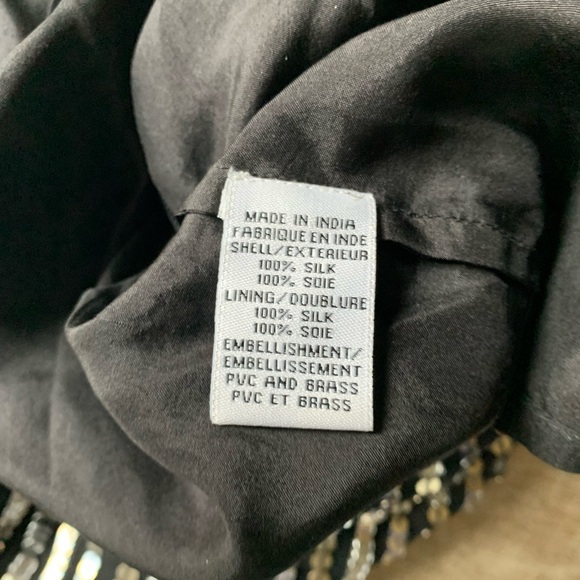 MADE IN INDIA
FABRIQUE EN INDE
SHELL/EXTERIEUR
100% SILK
100% SOIE
LINING/DOUBLURE
100% SILK
100% SOIE
EMBELLISHMENT/
EMBELLISSEMENT
PVC AND BRASS
PVC ET BRASS